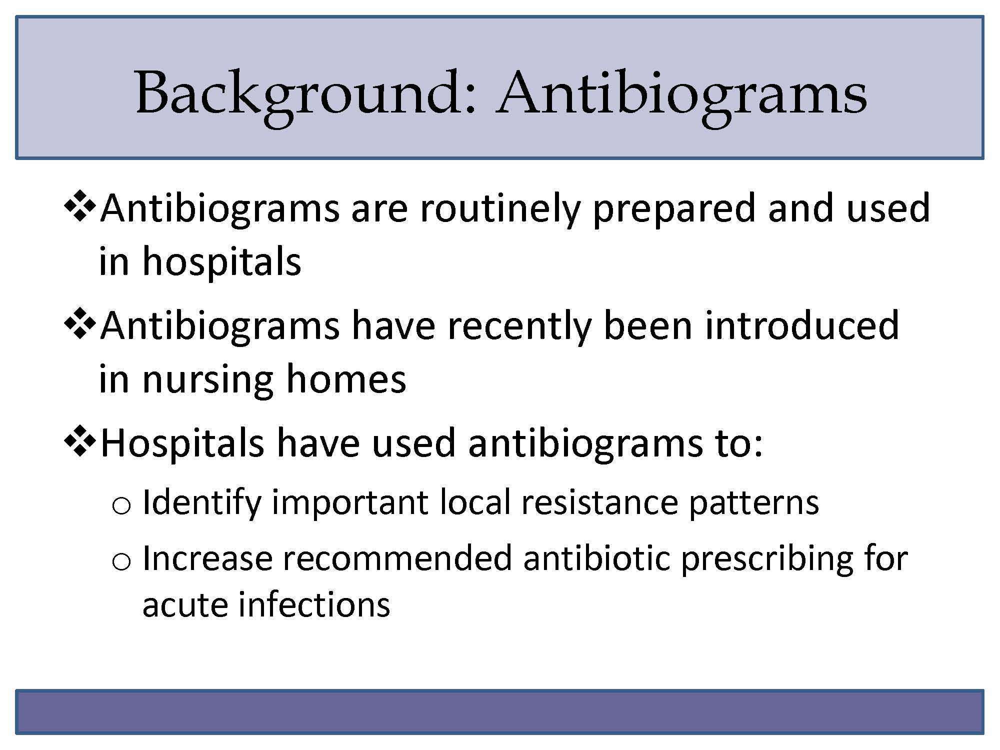 Background: Antibiograms
❖Antibiograms are routinely prepared and used
in hospitals
❖Antibiograms have recently been introduced
in nursing homes
❖Hospitals have used antibiograms to:
o Identify important local resistance patterns
o Increase recommended antibiotic prescribing for
acute infections